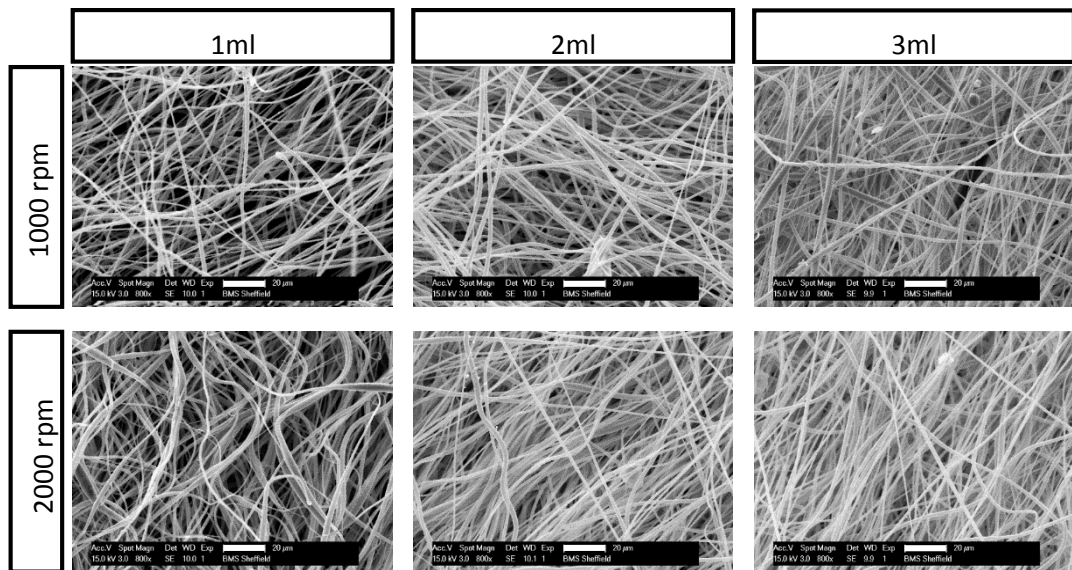 1ml
2ml
3ml
1000 rpm
Acc.V Spot Magn Det WD Exp 20 µm
15.0 kV 3.0 800x SE 10.0 1 BMS Sheffield
Acc.V Spot Magn Det WD Exp 20 µm
15.0 kV 3.0 800x SE 10.0 1 BMS Sheffield
Acc.V Spot Magn Det WD Exp 20 µm
15.0 kV 3.0 800x SE 9.9 1 BMS Sheffield
2000 rpm
Acc.V Spot Magn Det WD Exp 20 µm
15.0 kV 3.0 800x SE 10.0 1 BMS Sheffield
Acc.V Spot Magn Det WD Exp 20 µm
15.0 kV 3.0 800x SE 10.1 1 BMS Sheffield
Acc.V Spot Magn Det WD Exp 20 µm
15.0 kV 3.0 800x SE 9.9 1 BMS Sheffield